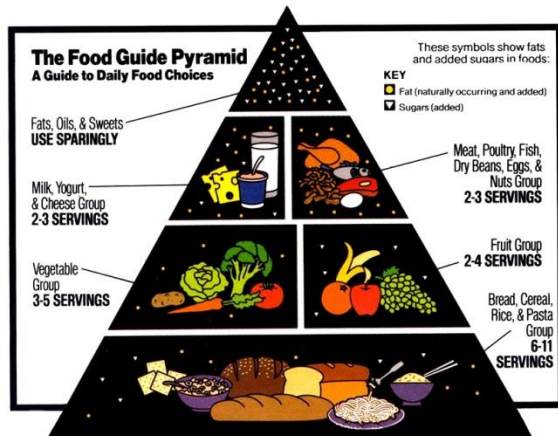 The Food Guide Pyramid
A Guide to Daily Food Choices
These symbols show fats
and added sugars in foods:
KEY
Fat (naturally occurring and added)
Sugars (added)
Fats, Oils, & Sweets
USE SPARINGLY
Milk, Yogurt,
& Cheese Group
2-3 SERVINGS
Meat, Poultry, Fish,
Dry Beans, Eggs, &
Nuts Group
2-3 SERVINGS
Vegetable
Group
3-5 SERVINGS
Fruit Group
2-4 SERVINGS
Bread, Cereal,
Rice, & Pasta
Group
6-11
SERVINGS